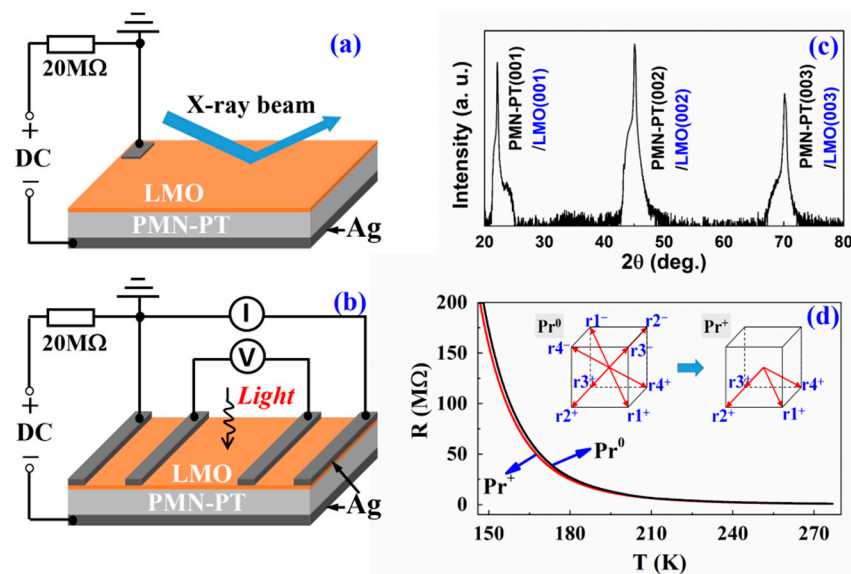 (a)
20MΩ
X-ray beam
+
DC
−
LMO
PMN-PT
Ag
(b)
20MΩ
I
V
Light
+
DC
−
LMO
PMN-PT
Ag
(c)
Intensity (a. u.)
PMN-PT(001)
/LMO(001)
PMN-PT(002)
/LMO(002)
PMN-PT(003)
/LMO(003)
20 30 40 50 60 70 80
2θ (deg.)
(d)
R (MΩ)
200
150
100
50
0
Pr⁰
r1⁻
r2⁻
r4⁻
r3⁻
r3⁺
r4⁺
r2⁺
r1⁺
Pr⁺
r3⁺
r4⁺
r2⁺
r1⁺
Pr⁰
Pr⁺
150 180 210 240 270
T (K)